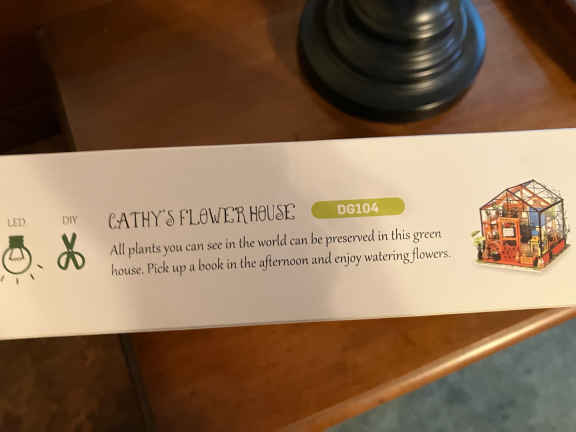 LED
DIY
CATHY'S FLOWER HOUSE DG104
All plants you can see in the world can be preserved in this green
house. Pick up a book in the afternoon and enjoy watering flowers.